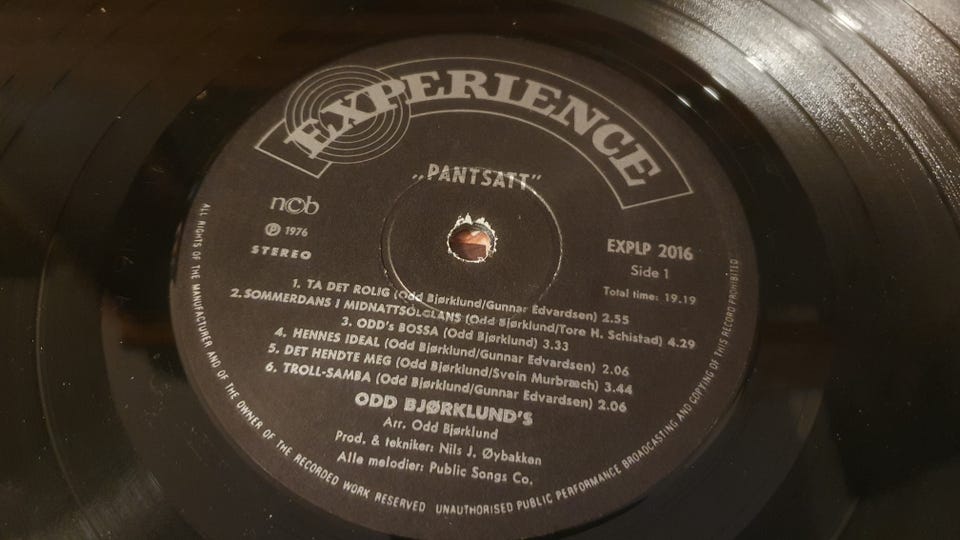 EXPERIENCE
„PANTSATT”
ncb
Ⓟ 1976
STEREO
EXPLP 2016
Side 1
Total time: 19.19
1. TA DET ROLIG (Odd Bjørklund/Gunnar Edvardsen) 2.55
2. SOMMERDANS I MIDNATTSOLGLANS (Odd Bjørklund/Tore H. Schistad) 4.29
3. ODD's BOSSA (Odd Bjørklund) 3.33
4. HENNES IDEAL (Odd Bjørklund/Gunnar Edvardsen) 2.06
5. DET HENDTE MEG (Odd Bjørklund/Svein Murbræch) 3.44
6. TROLL-SAMBA (Odd Bjørklund/Gunnar Edvardsen) 2.06
ODD BJØRKLUND'S
Arr. Odd Bjørklund
Prod. & tekniker: Nils J. Øybakken
Alle melodier: Public Songs Co.
ALL RIGHTS OF THE MANUFACTURER AND OF THE OWNER OF THE RECORDED WORK RESERVED UNAUTHORISED PUBLIC PERFORMANCE BROADCASTING AND COPYING OF THIS RECORD PROHIBITED